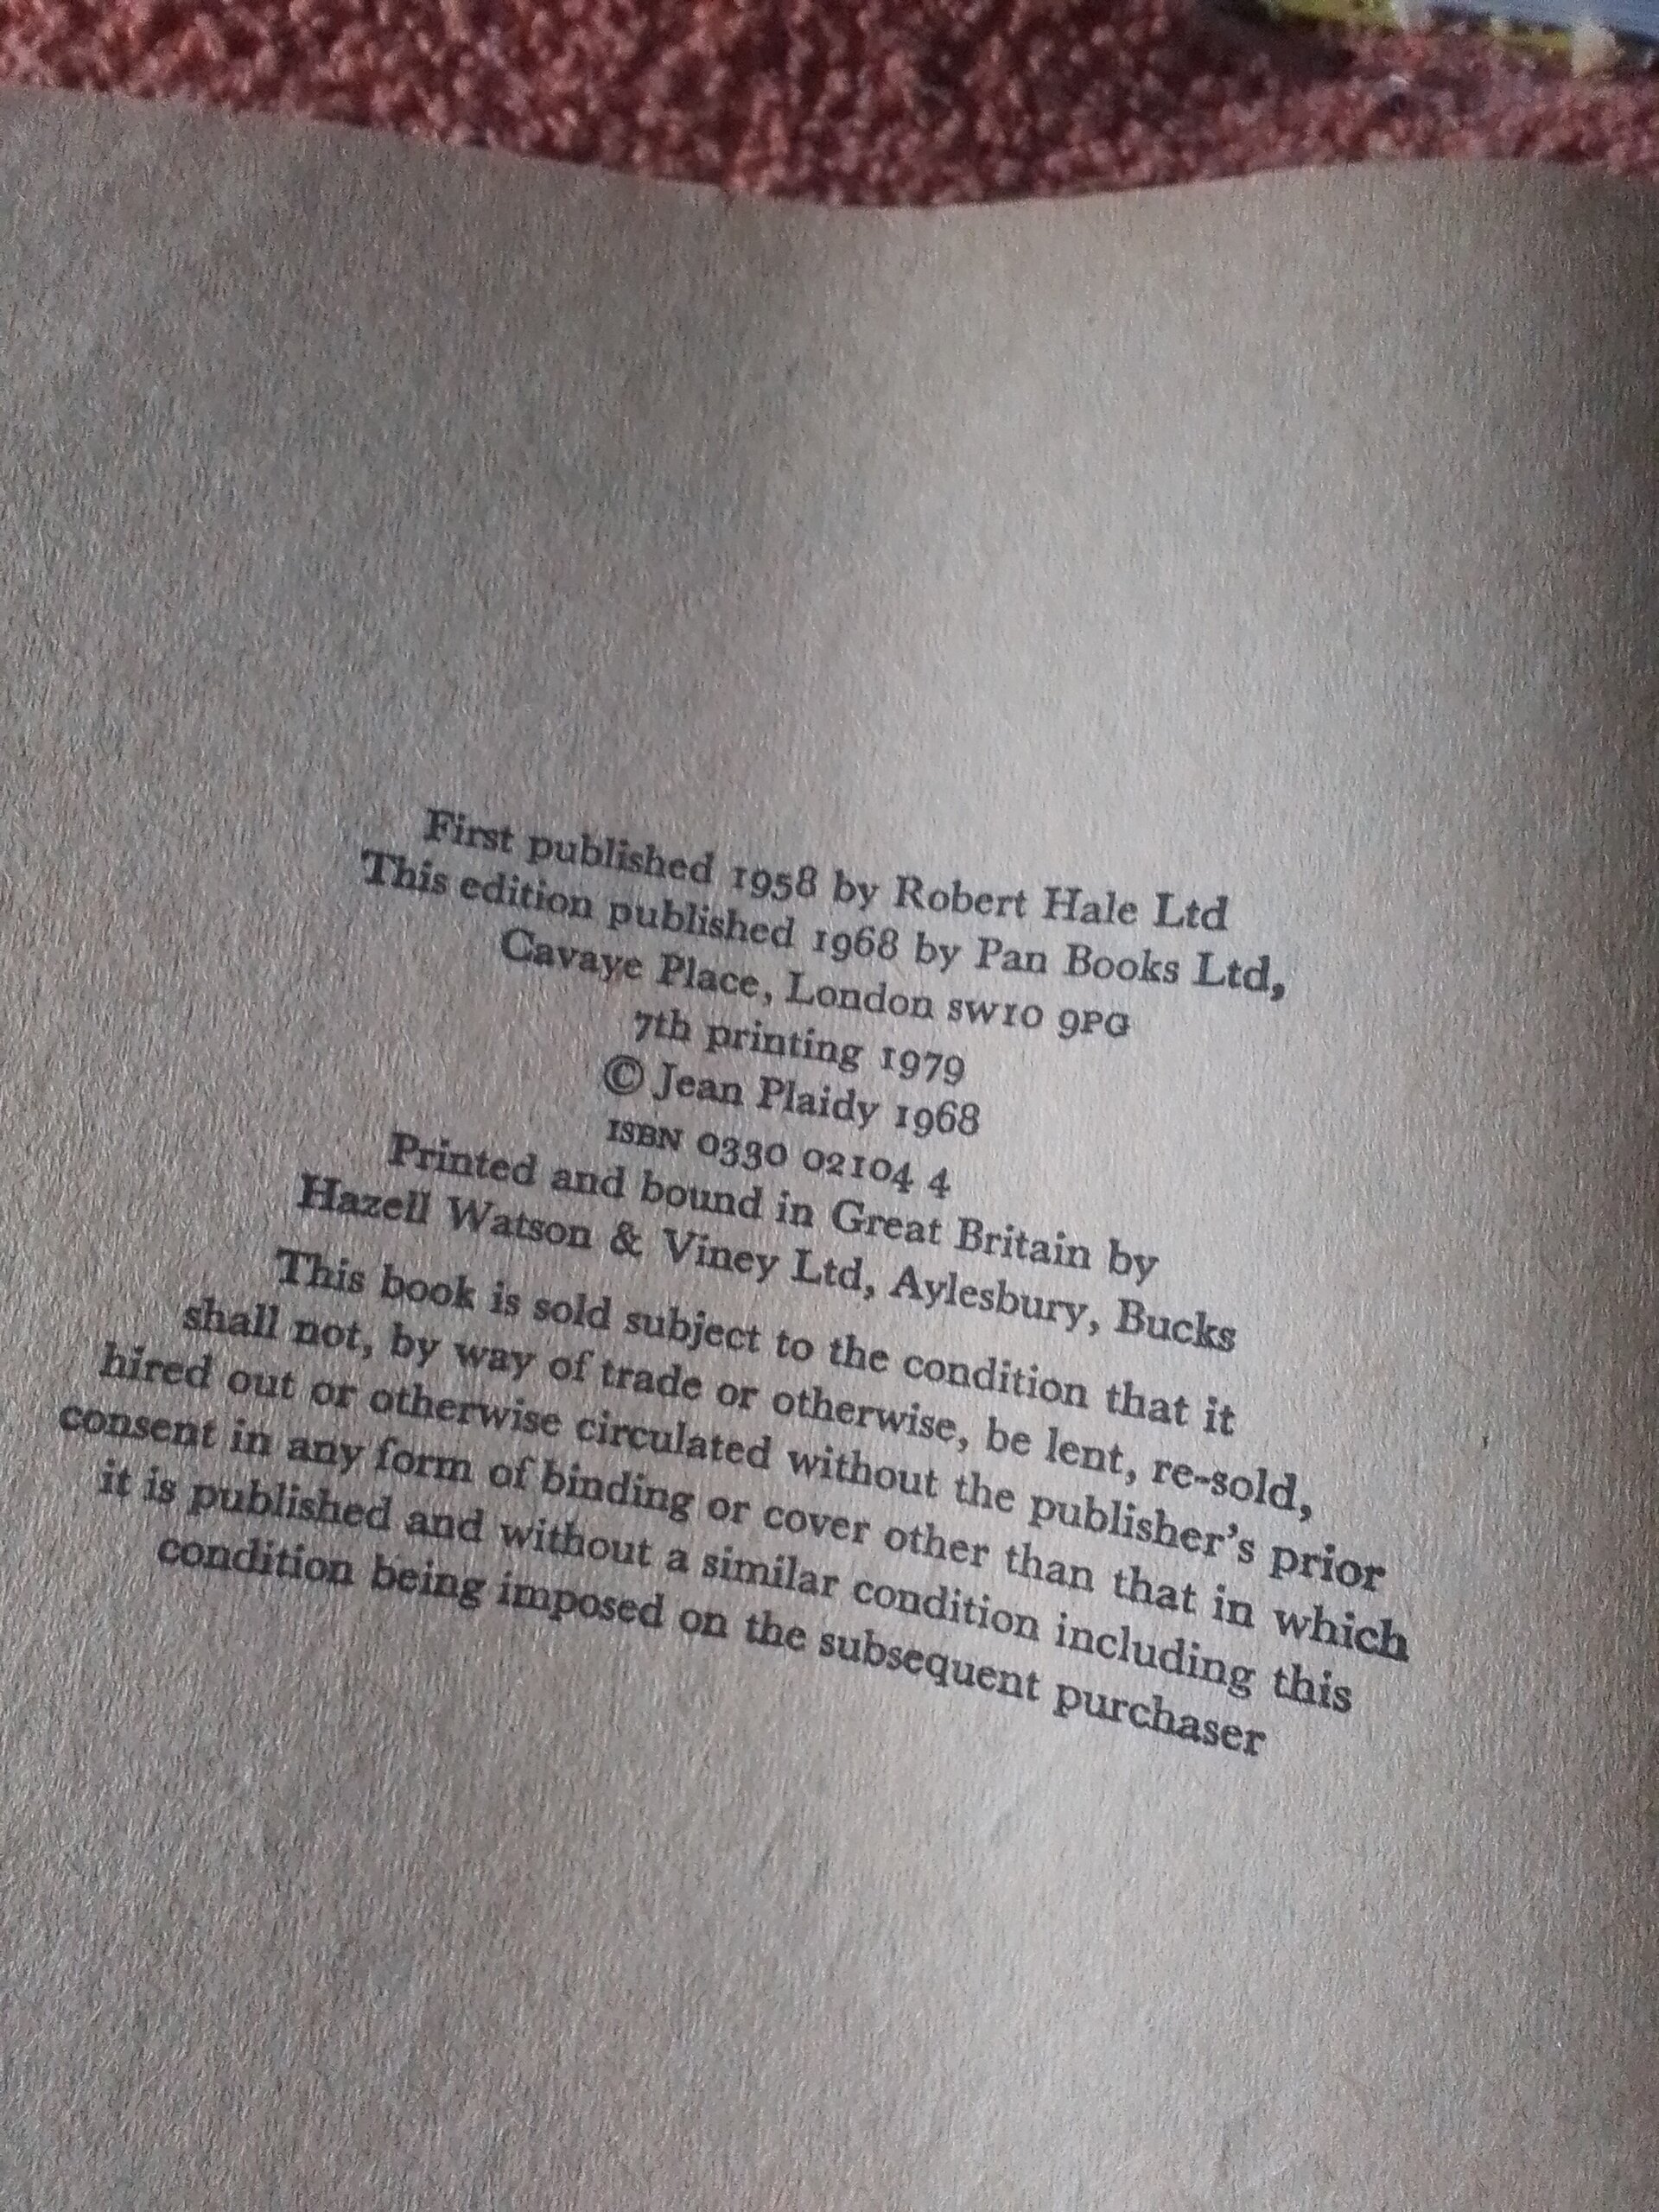 First published 1958 by Robert Hale Ltd
This edition published 1968 by Pan Books Ltd,
Cavaye Place, London SW10 9PG
7th printing 1979
© Jean Plaidy 1968
ISBN 0330 02104 4
Printed and bound in Great Britain by
Hazell Watson & Viney Ltd, Aylesbury, Bucks
This book is sold subject to the condition that it
shall not, by way of trade or otherwise, be lent, re-sold,
hired out or otherwise circulated without the publisher's prior
consent in any form of binding or cover other than that in which
it is published and without a similar condition including this
condition being imposed on the subsequent purchaser